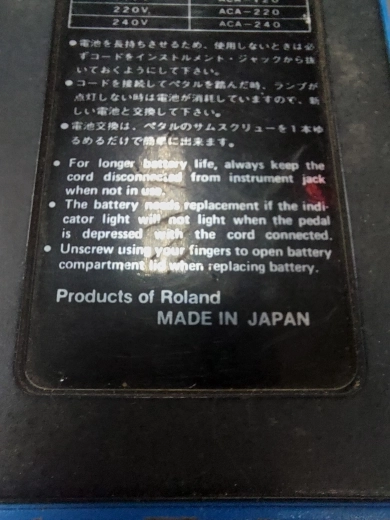 220V ACA-220
240V ACA-240
●電池を長持ちさせるため、使用しないときは必
ずコードをインストルメント・ジャックから抜
いておくようにして下さい。
●コードを接続してペタルを踏んだ時、ランプが
点灯しない時は電池が消耗していますので、新
しい電池と交換して下さい。
●電池交換は、ペタルのサムスクリューを1本ゆ
るめるだけで簡単に出来ます。
● For longer battery life, always keep the
cord disconnected from instrument jack
when not in use.
● The battery needs replacement if the indi-
cator light will not light when the pedal
is depressed with the cord connected.
● Unscrew using your fingers to open battery
compartment lid when replacing battery.
Products of Roland
MADE IN JAPAN